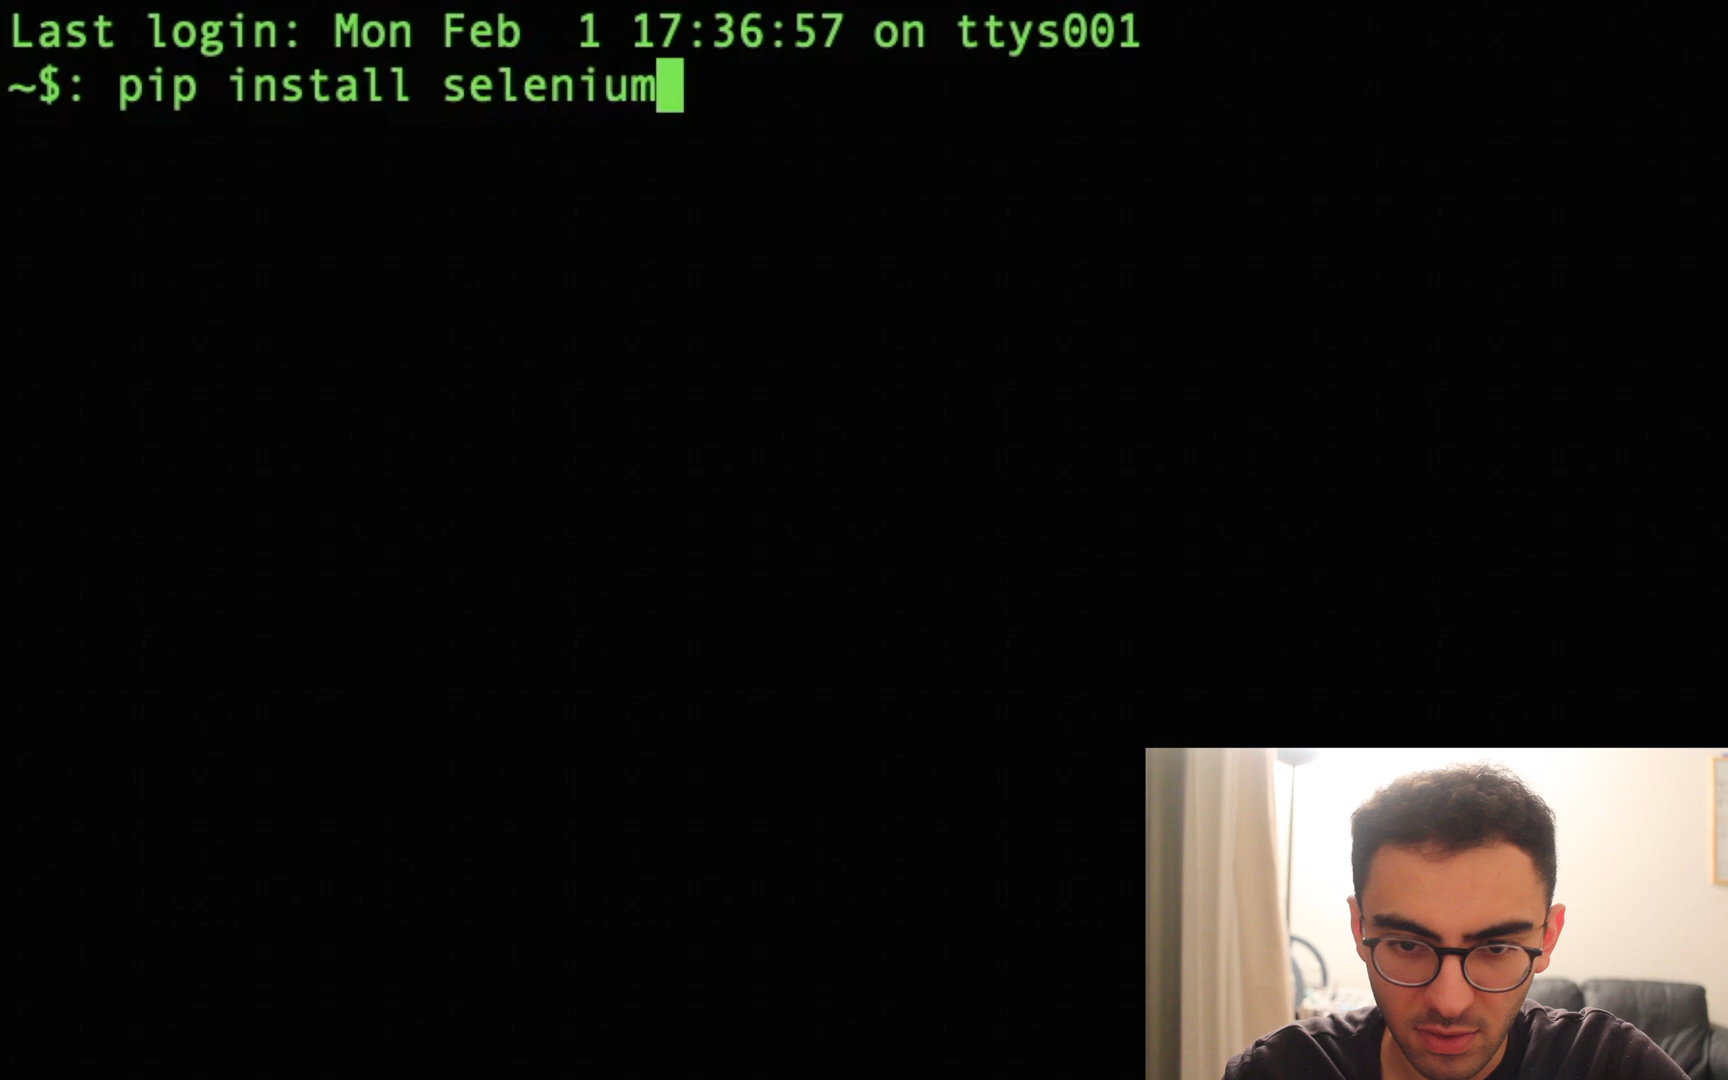 Last login: Mon Feb  1 17:36:57 on ttys001
~$: pip install selenium